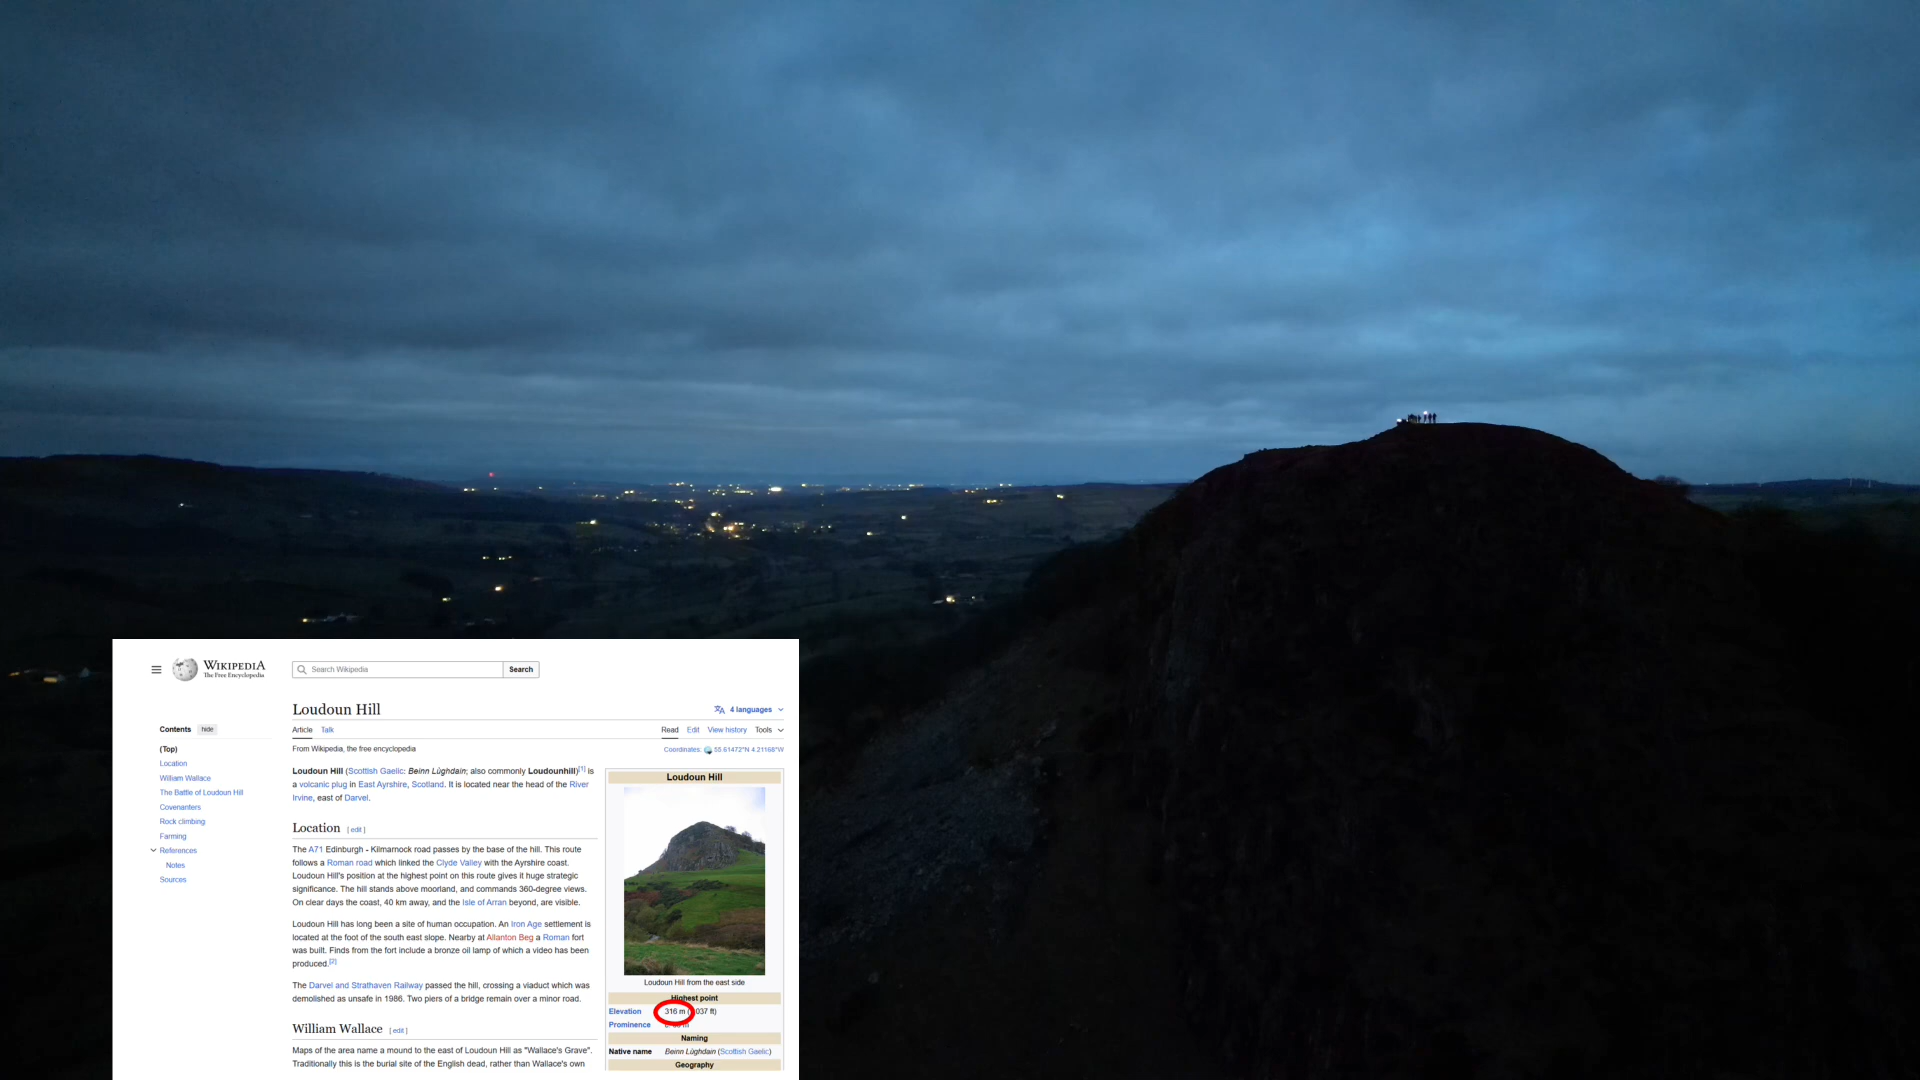 WIKIPEDIA
The Free Encyclopedia
Search Wikipedia
Search
Contents hide
(Top)
Location
William Wallace
The Battle of Loudoun Hill
Covenanters
Rock climbing
Farming
References
Notes
Sources
Loudoun Hill
4 languages
Article Talk
Read Edit View history Tools
From Wikipedia, the free encyclopedia
Coordinates: 55.61472°N 4.21168°W
Loudoun Hill (Scottish Gaelic: Beinn Lùghdain; also commonly Loudounhill)[1] is
a volcanic plug in East Ayrshire, Scotland. It is located near the head of the River
Irvine, east of Darvel.
Location [ edit ]
The A71 Edinburgh - Kilmarnock road passes by the base of the hill. This route
follows a Roman road which linked the Clyde Valley with the Ayrshire coast.
Loudoun Hill's position at the highest point on this route gives it huge strategic
significance. The hill stands above moorland, and commands 360-degree views.
On clear days the coast, 40 km away, and the Isle of Arran beyond, are visible.
Loudoun Hill has long been a site of human occupation. An Iron Age settlement is
located at the foot of the south east slope. Nearby at Allanton Beg a Roman fort
was built. Finds from the fort include a bronze oil lamp of which a video has been
produced.[2]
The Darvel and Strathaven Railway passed the hill, crossing a viaduct which was
demolished as unsafe in 1986. Two piers of a bridge remain over a minor road.
William Wallace [ edit ]
Maps of the area name a mound to the east of Loudoun Hill as "Wallace's Grave".
Traditionally this is the burial site of the English dead, rather than Wallace's own
Loudoun Hill
Loudoun Hill from the east side
Highest point
Elevation 316 m 037 ft)
Prominence
Naming
Native name Beinn Lùghdain (Scottish Gaelic)
Geography